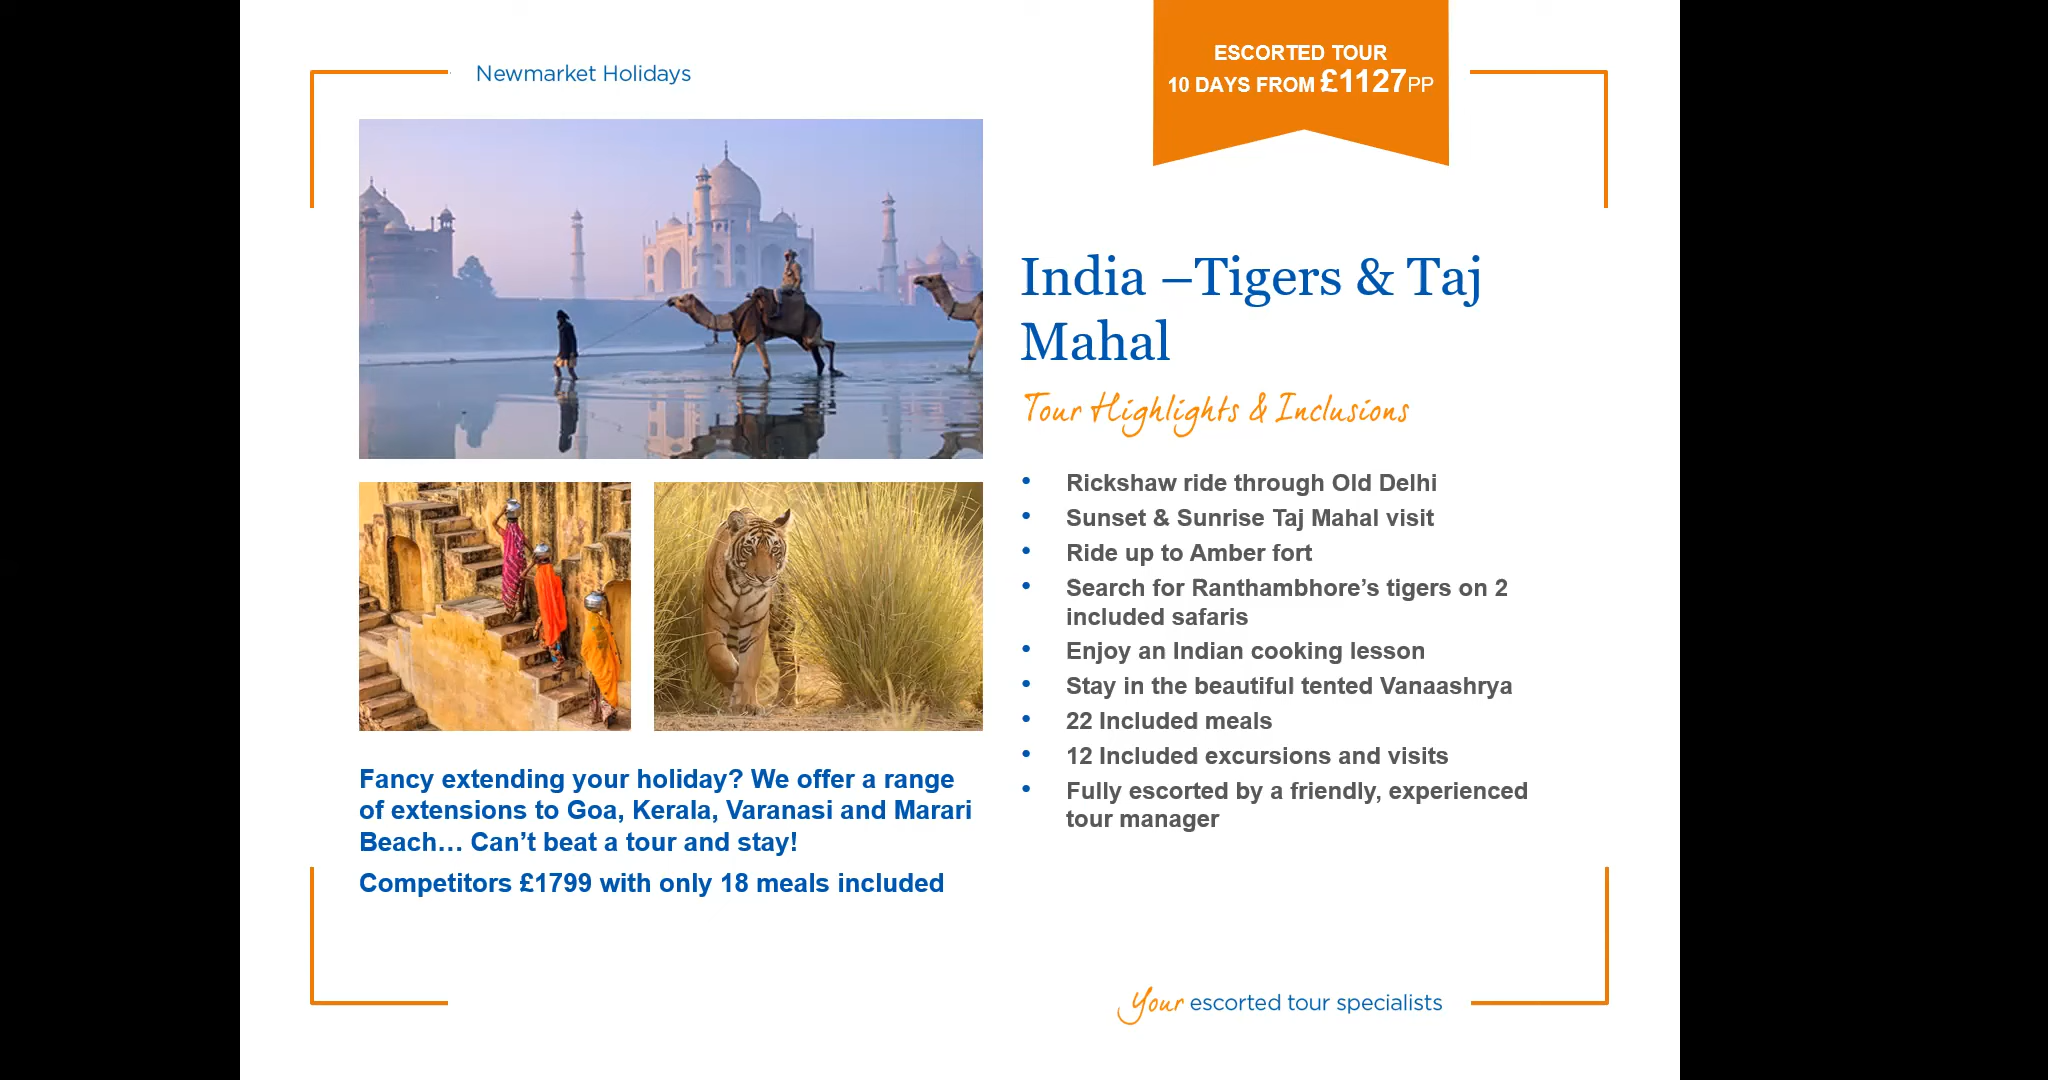 Newmarket Holidays
ESCORTED TOUR
10 DAYS FROM £1127PP
India –Tigers & Taj
Mahal
Tour Highlights & Inclusions
• Rickshaw ride through Old Delhi
• Sunset & Sunrise Taj Mahal visit
• Ride up to Amber fort
• Search for Ranthambhore’s tigers on 2
included safaris
• Enjoy an Indian cooking lesson
• Stay in the beautiful tented Vanaashrya
• 22 Included meals
• 12 Included excursions and visits
• Fully escorted by a friendly, experienced
tour manager
Fancy extending your holiday? We offer a range
of extensions to Goa, Kerala, Varanasi and Marari
Beach… Can’t beat a tour and stay!
Competitors £1799 with only 18 meals included
Your escorted tour specialists